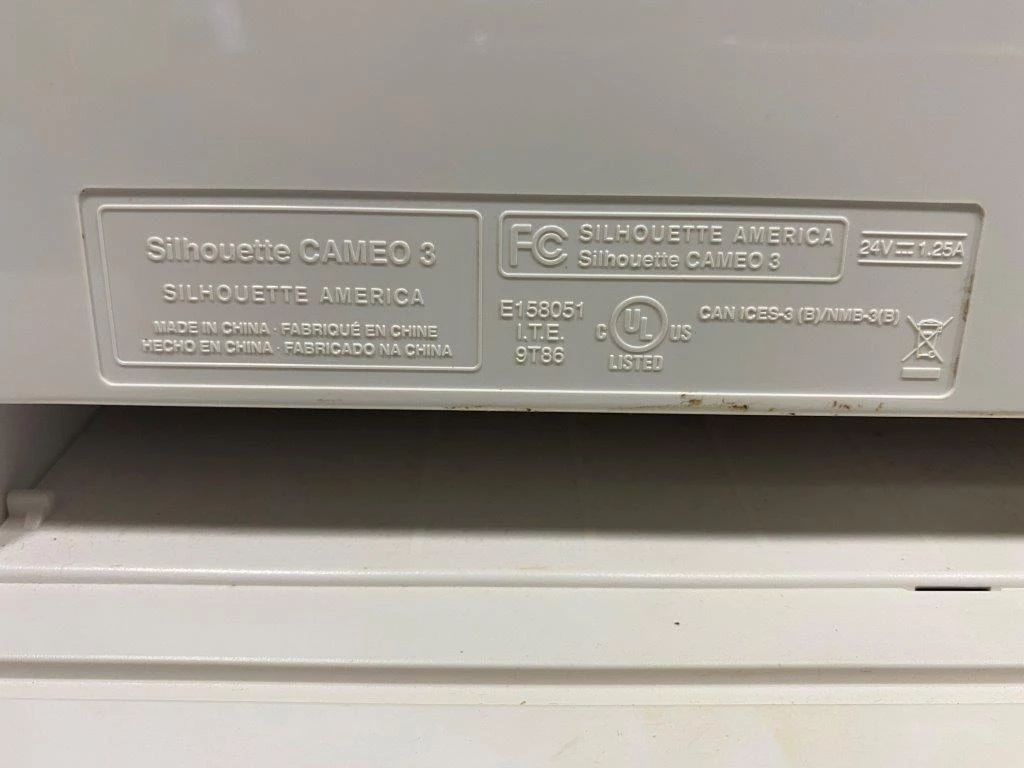 Silhouette CAMEO 3
SILHOUETTE AMERICA
MADE IN CHINA · FABRIQUÉ EN CHINE
HECHO EN CHINA · FABRICADO NA CHINA
FC SILHOUETTE AMERICA
Silhouette CAMEO 3
24V ⎓ 1.25A
E158051
I.T.E.
9T86
C UL US
LISTED
CAN ICES-3 (B)/NMB-3(B)